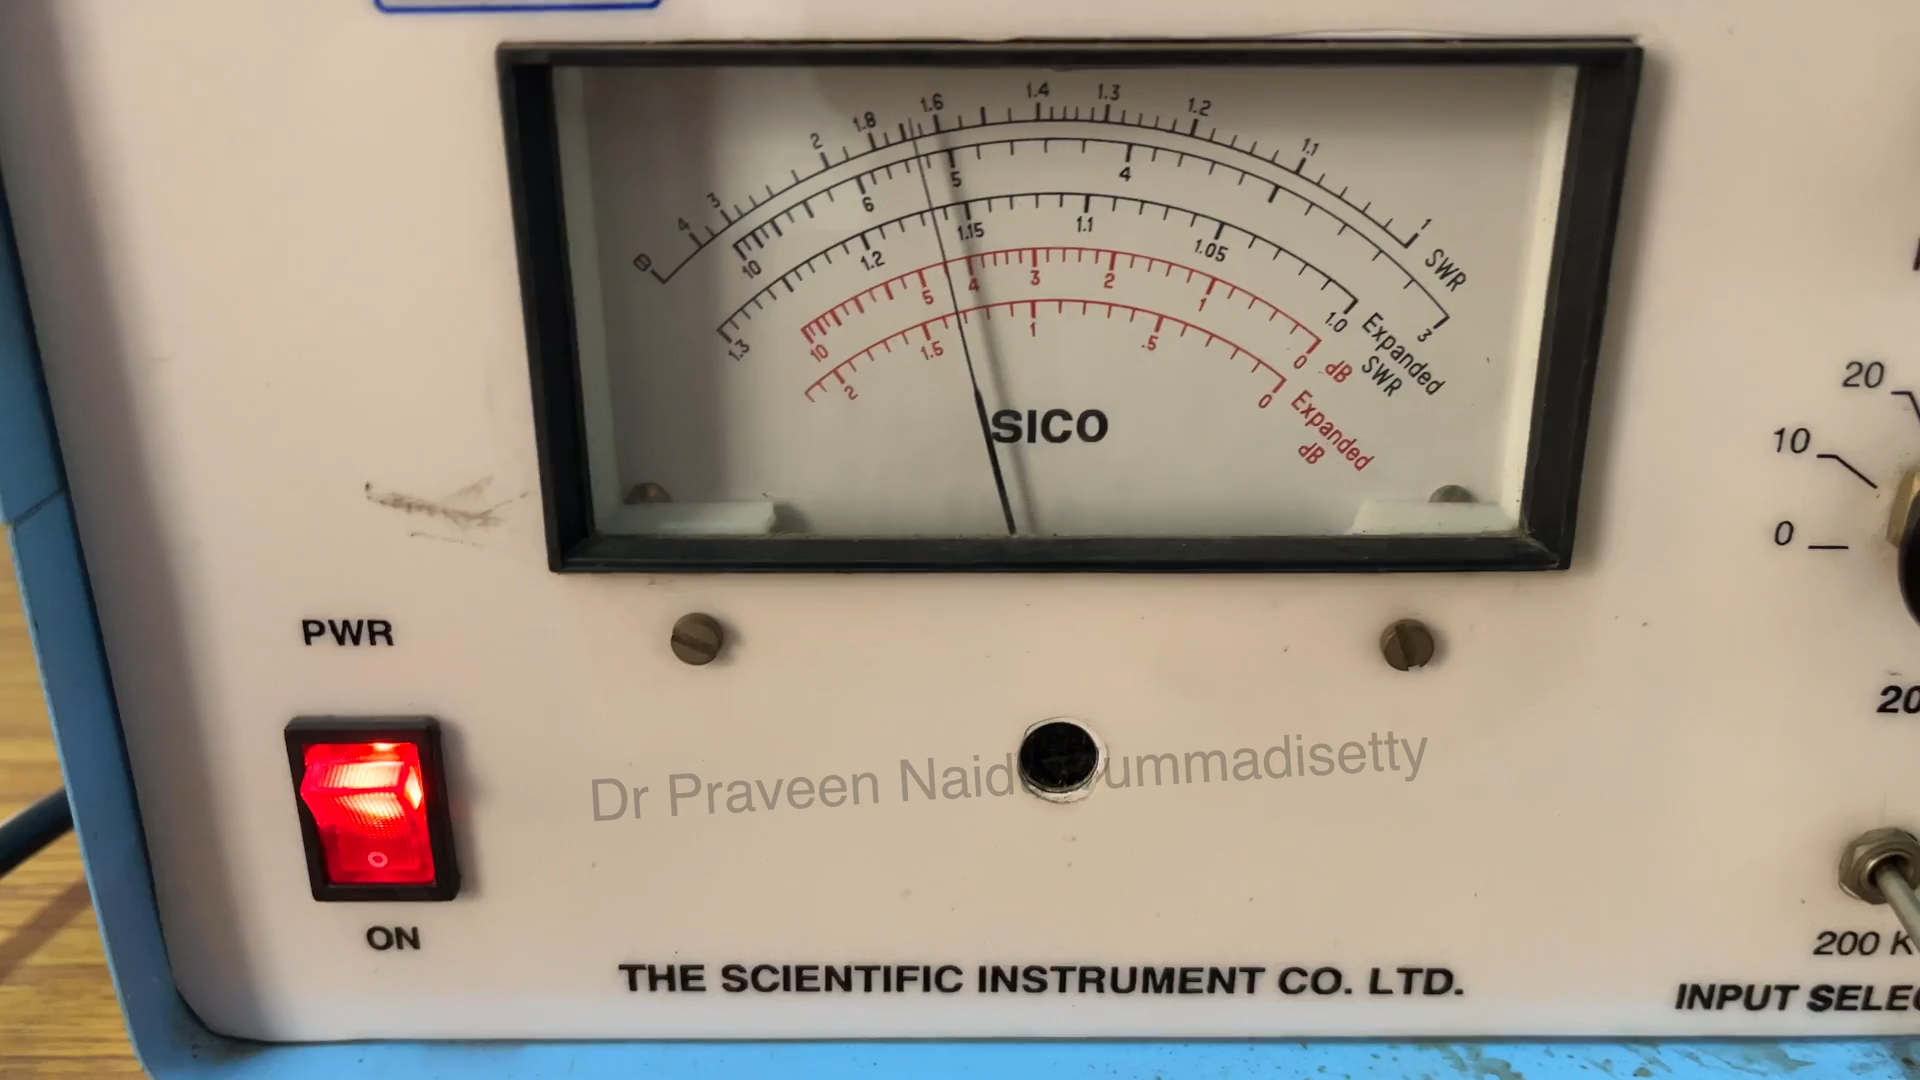 1.4 1.3
1.6 1.2
1.8 1.1
2
3 5 4
4 6 1
∞ 10 1.15 1.1 1.05 SWR
1.2
5 4 3 2 1
1.3 10 1.5 1 .5 0 1.0 3
2 0 dB Expanded SWR
Expanded dB
SICO
20
10
0
PWR
20
Dr Praveen Naid ummadisetty
ON
200 K
THE SCIENTIFIC INSTRUMENT CO. LTD.
INPUT SELEC